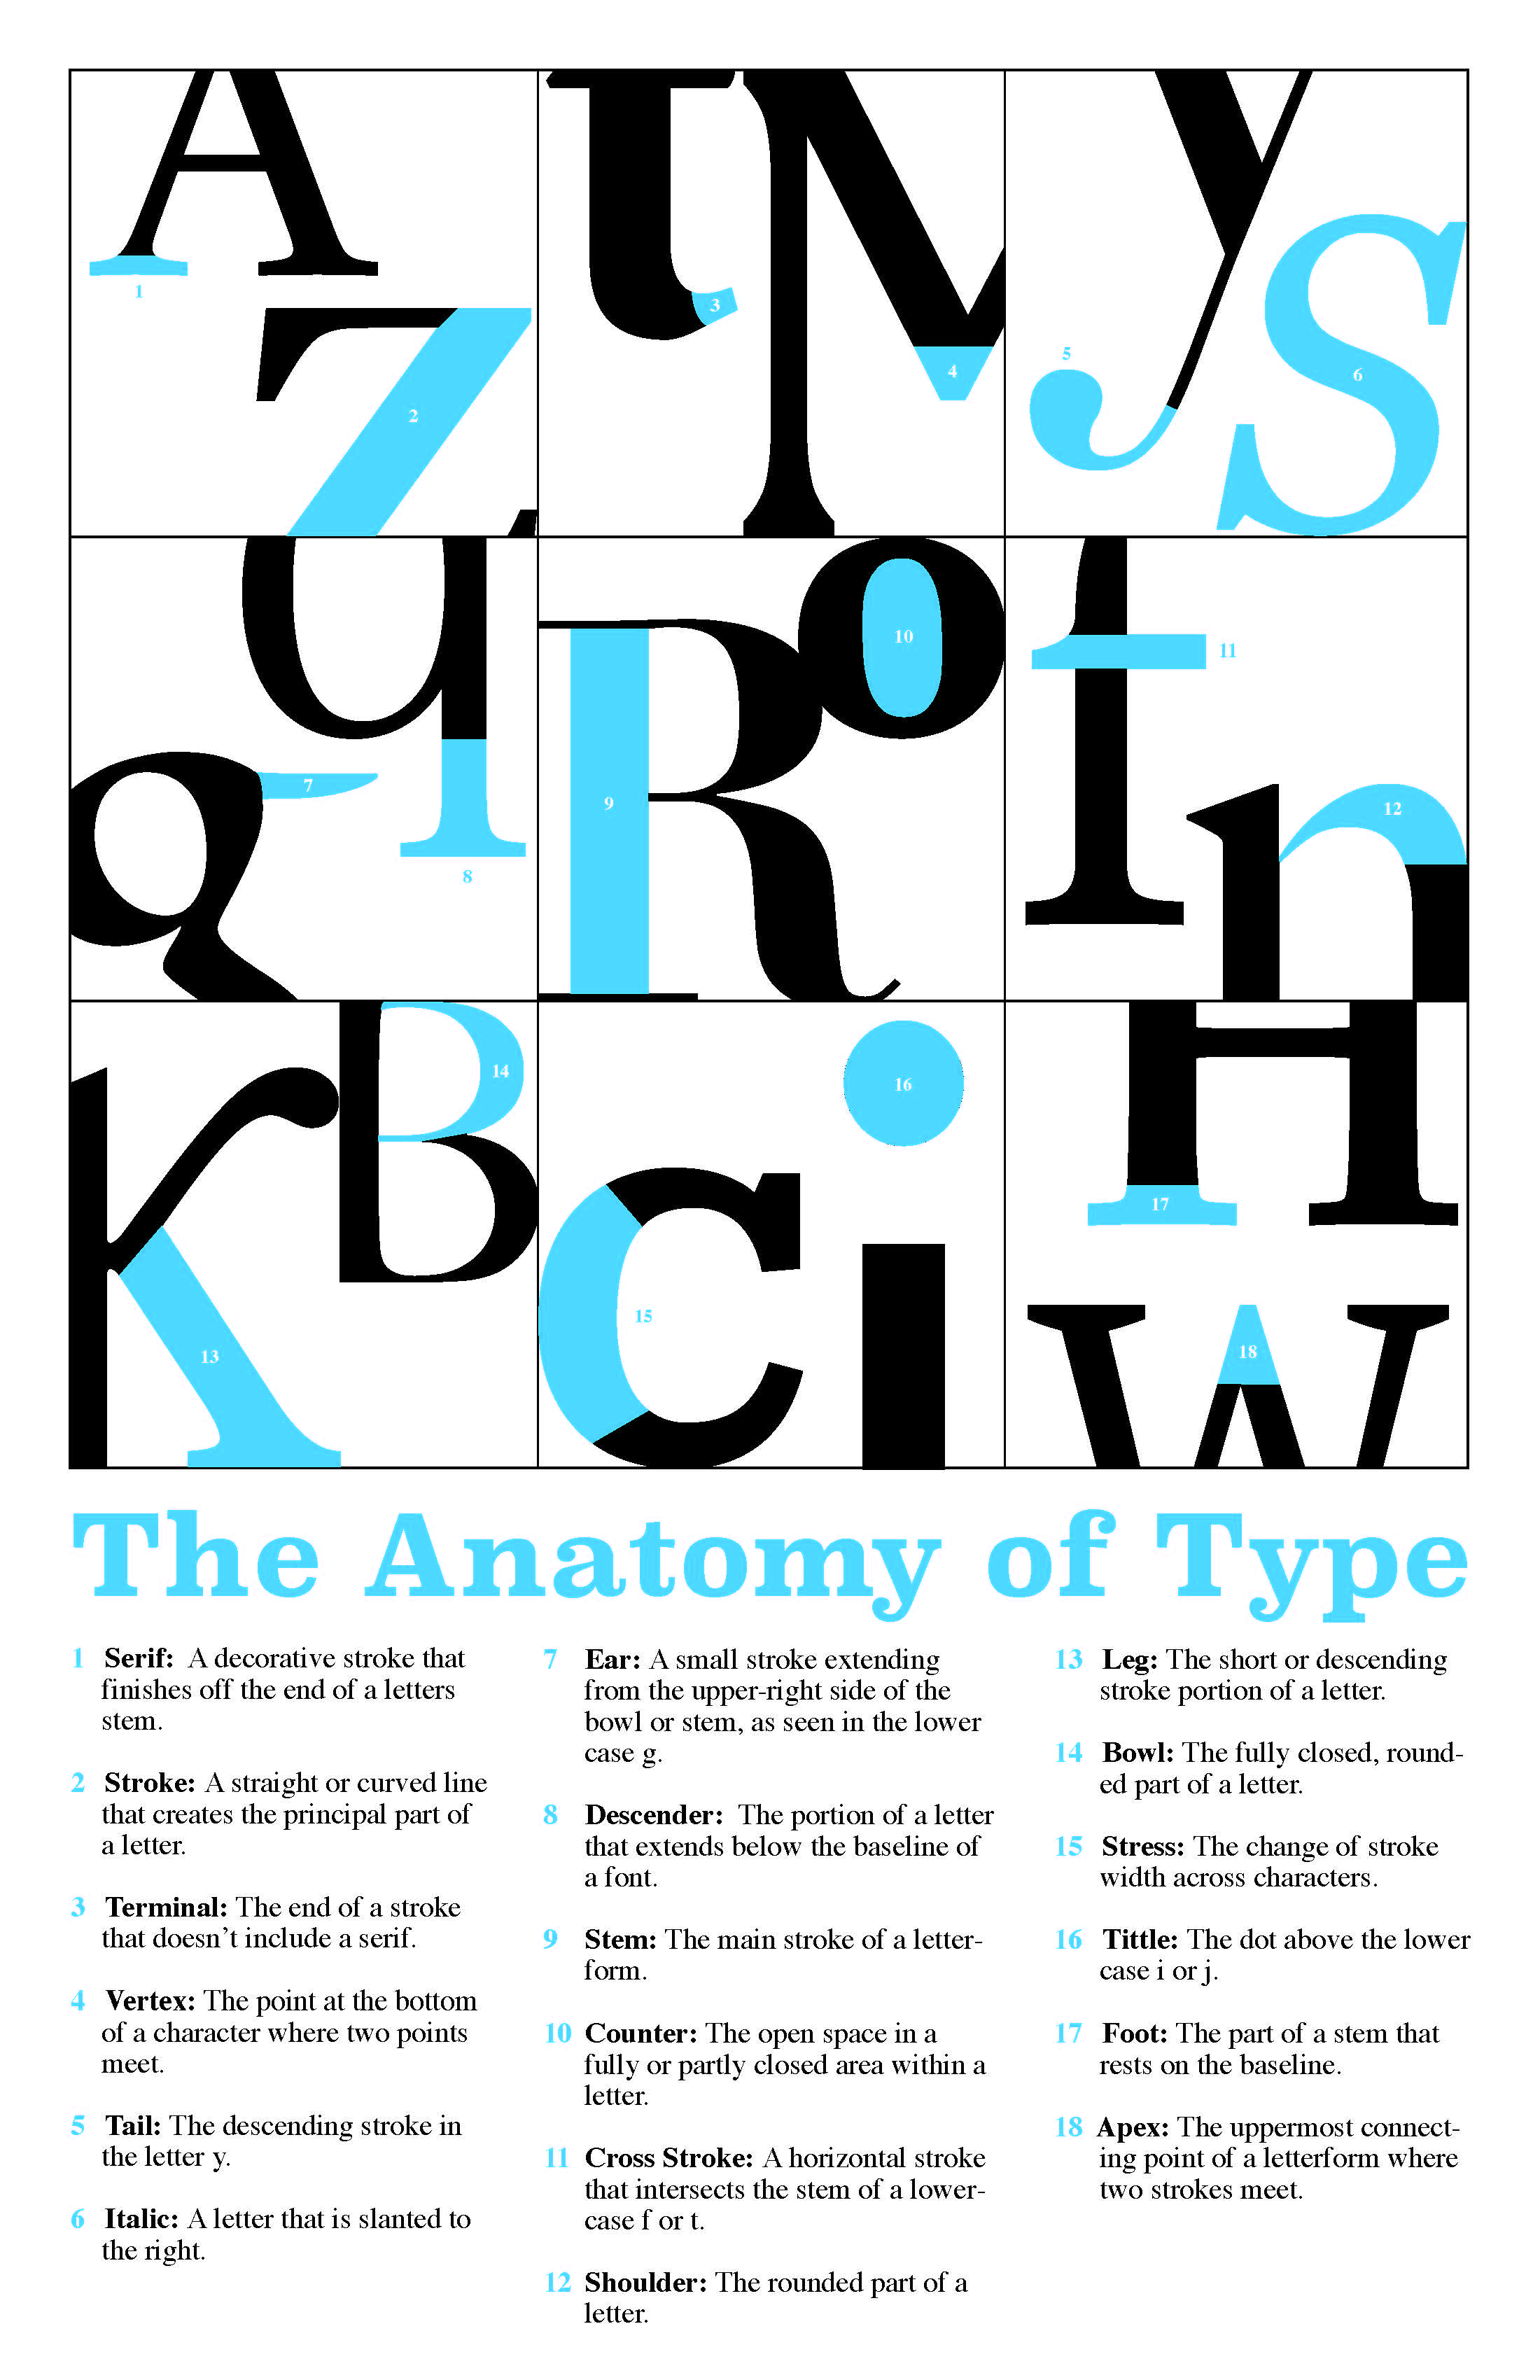 A
t
M
y
1
3
4
5
6
S
2
z
q
R
o
10
t
11
7
9
12
8
g
n
K
B
14
16
H
17
C
i
15
18
13
w
The Anatomy of Type
1 Serif: A decorative stroke that
finishes off the end of a letters
stem.
2 Stroke: A straight or curved line
that creates the principal part of
a letter.
3 Terminal: The end of a stroke
that doesn't include a serif.
4 Vertex: The point at the bottom
of a character where two points
meet.
5 Tail: The descending stroke in
the letter y.
6 Italic: A letter that is slanted to
the right.
7 Ear: A small stroke extending
from the upper-right side of the
bowl or stem, as seen in the lower
case g.
8 Descender: The portion of a letter
that extends below the baseline of
a font.
9 Stem: The main stroke of a letter-
form.
10 Counter: The open space in a
fully or partly closed area within a
letter.
11 Cross Stroke: A horizontal stroke
that intersects the stem of a lower-
case f or t.
12 Shoulder: The rounded part of a
letter.
13 Leg: The short or descending
stroke portion of a letter.
14 Bowl: The fully closed, round-
ed part of a letter.
15 Stress: The change of stroke
width across characters.
16 Tittle: The dot above the lower
case i or j.
17 Foot: The part of a stem that
rests on the baseline.
18 Apex: The uppermost connect-
ing point of a letterform where
two strokes meet.